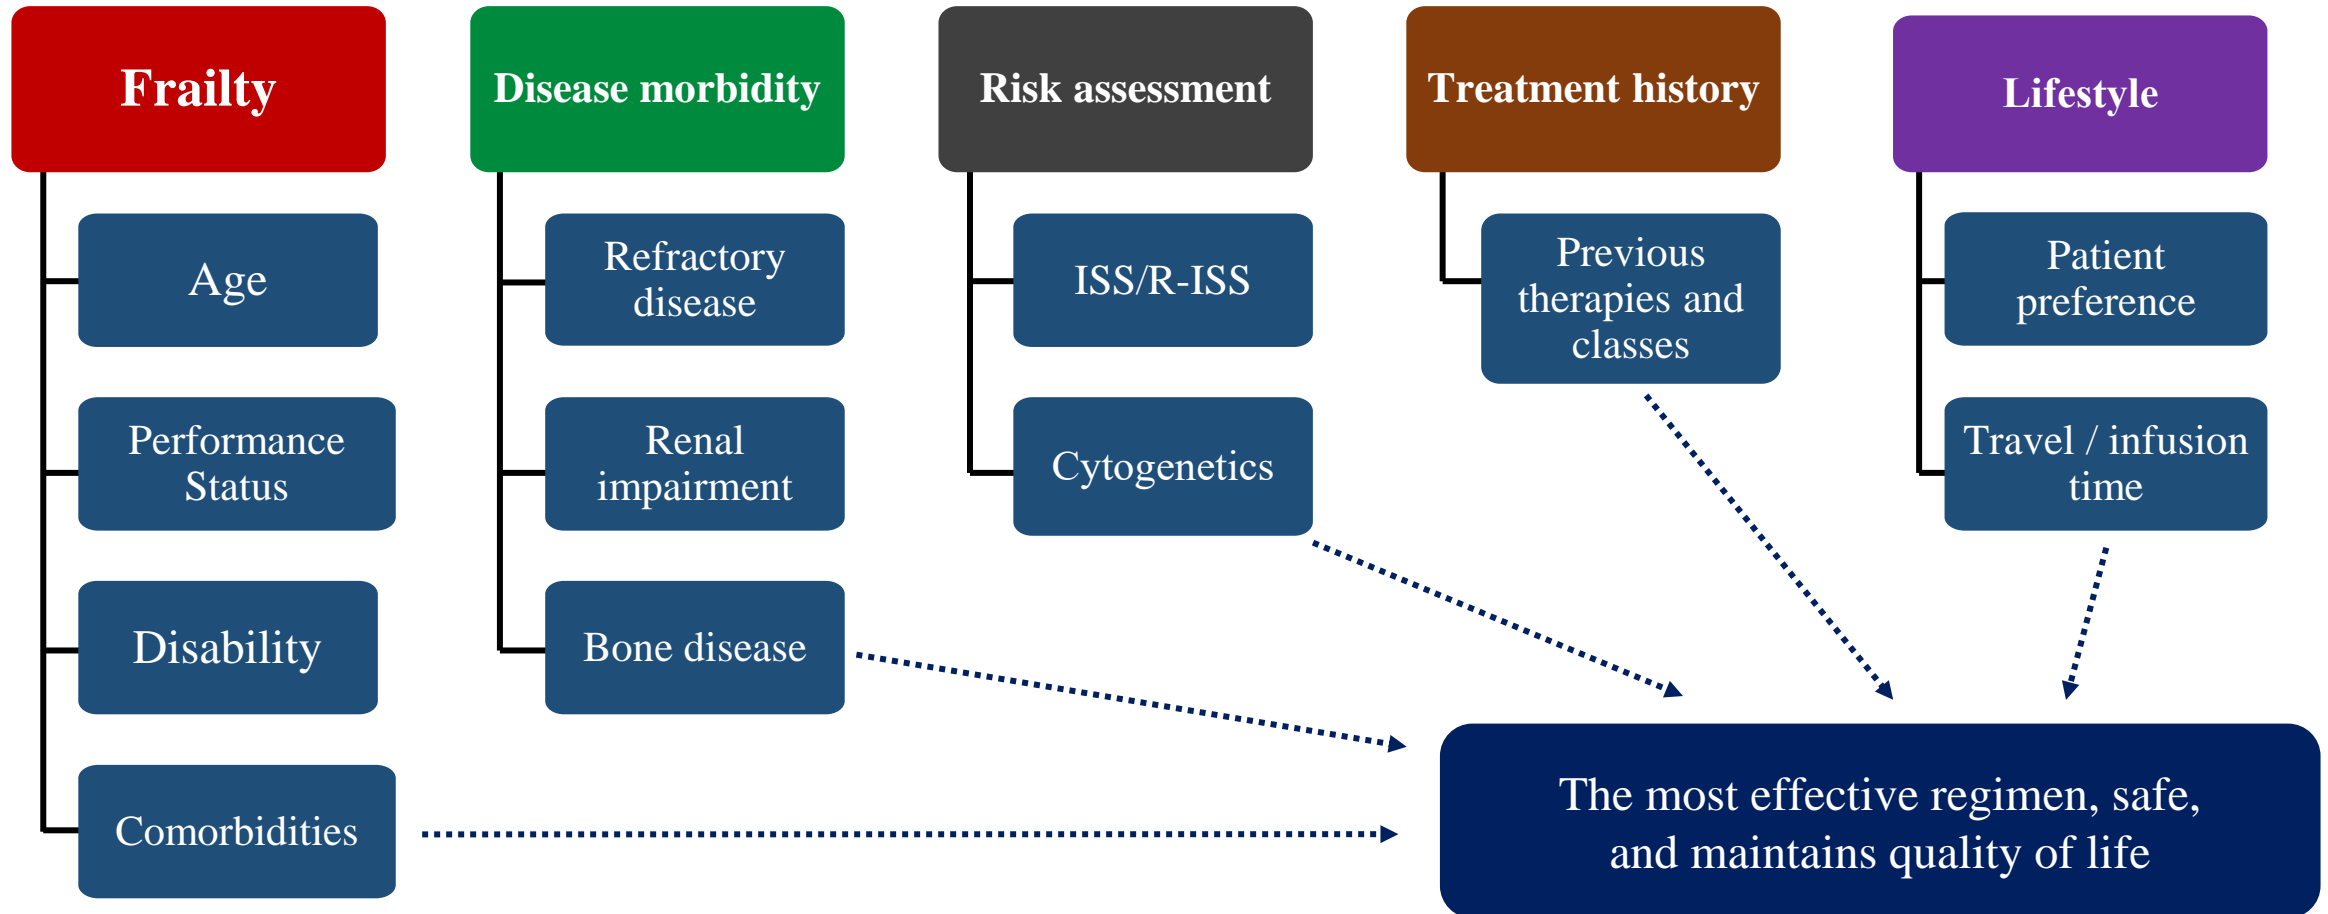 Frailty
Age
Performance
Status
Disability
Comorbidities
Disease morbidity
Refractory
disease
Renal
impairment
Bone disease
Risk assessment
ISS/R-ISS
Cytogenetics
Treatment history
Previous
therapies and
classes
Lifestyle
Patient
preference
Travel / infusion
time
The most effective regimen, safe,
and maintains quality of life